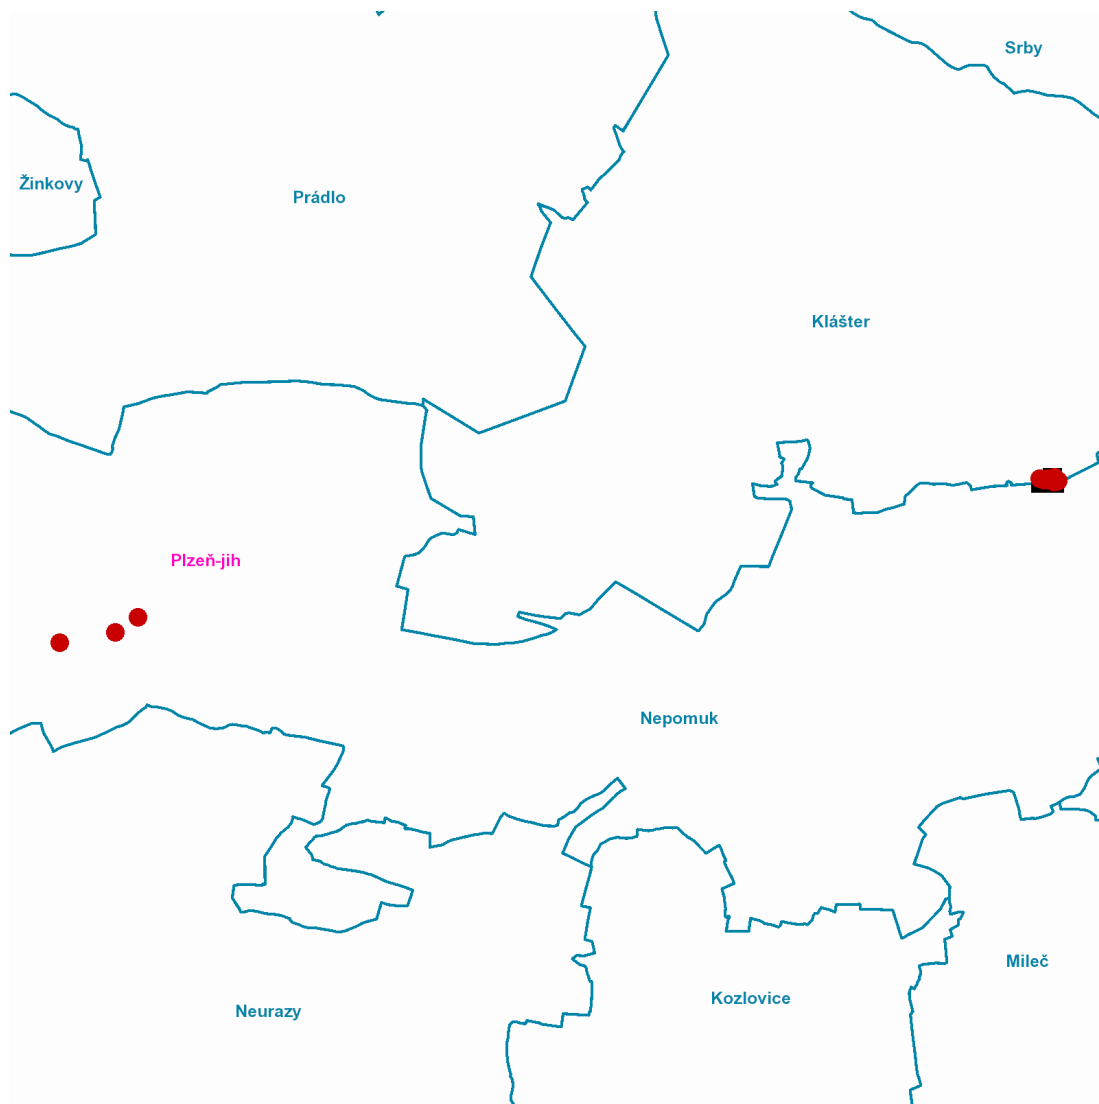 Srby
Žinkovy
Prádlo
Klášter
Plzeň-jih
Nepomuk
Mileč
Kozlovice
Neurazy